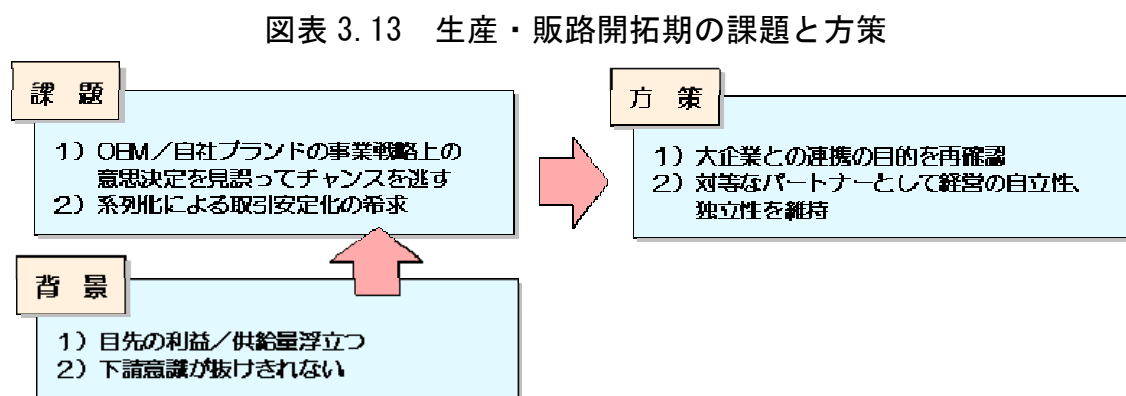 図表 3.13　生産・販路開拓期の課題と方策
課 題
1）OEM／自社ブランドの事業戦略上の
意思決定を見誤ってチャンスを逃す
2）系列化による取引安定化の希求
方 策
1）大企業との連携の目的を再確認
2）対等なパートナーとして経営の自立性、
独立性を維持
背 景
1）目先の利益／供給量浮立つ
2）下請意識が抜けきれない